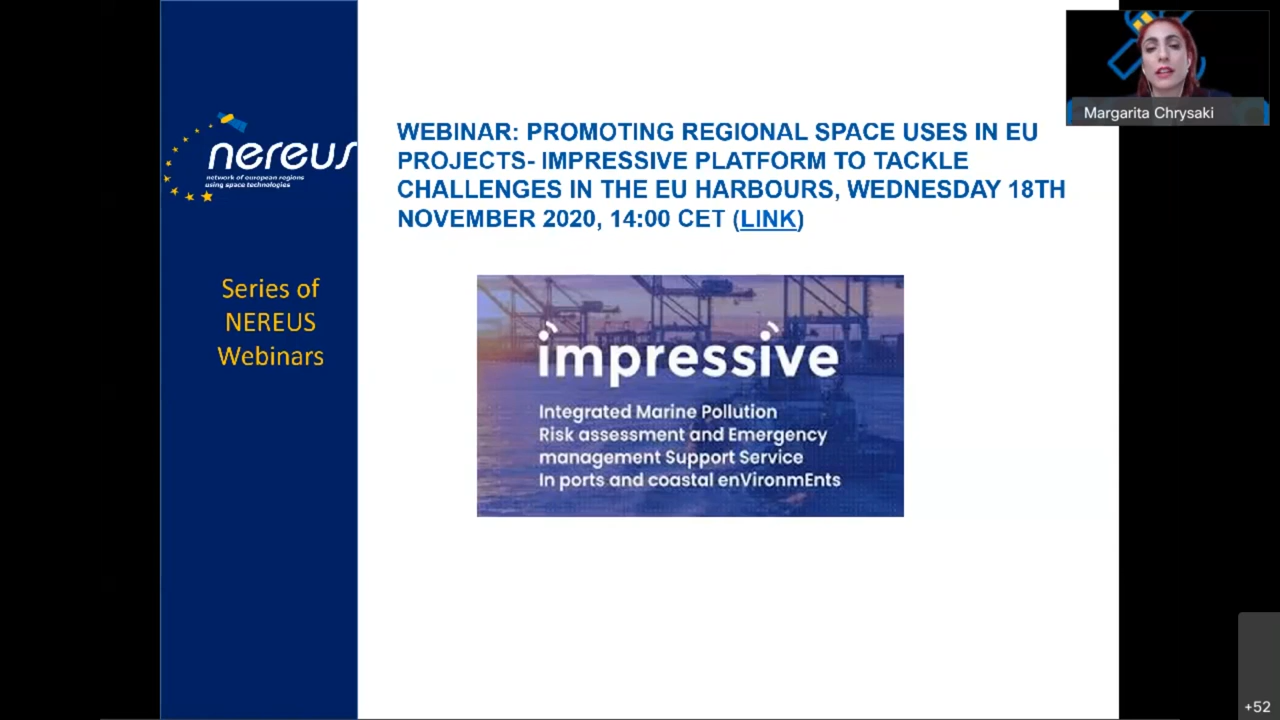 nereus
network of european regions
using space technologies
Series of
NEREUS
Webinars
WEBINAR: PROMOTING REGIONAL SPACE USES IN EU
PROJECTS- IMPRESSIVE PLATFORM TO TACKLE
CHALLENGES IN THE EU HARBOURS, WEDNESDAY 18TH
NOVEMBER 2020, 14:00 CET (LINK)
impressive
Integrated Marine Pollution
Risk assessment and Emergency
management Support Service
In ports and coastal enVironmEnts
Margarita Chrysaki
+52